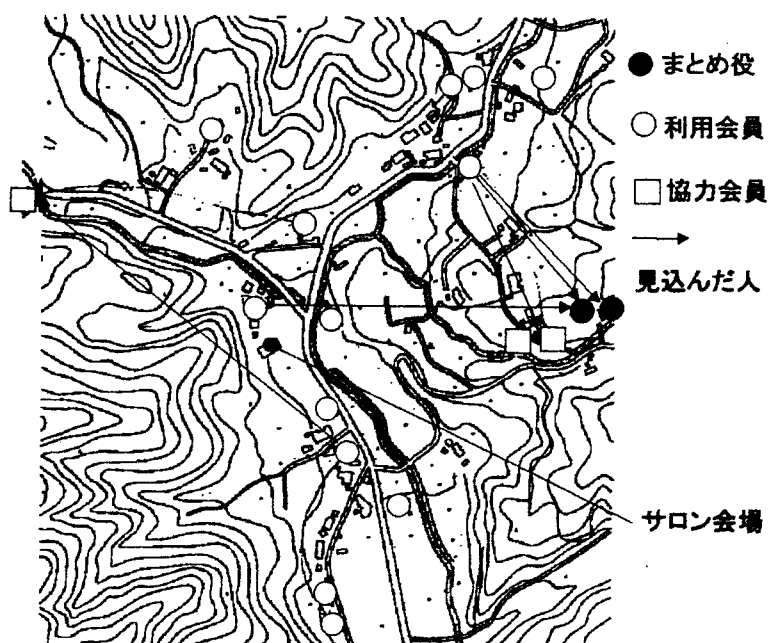 まとめ役
利用会員
協力会員
見込んだ人
サロン会場